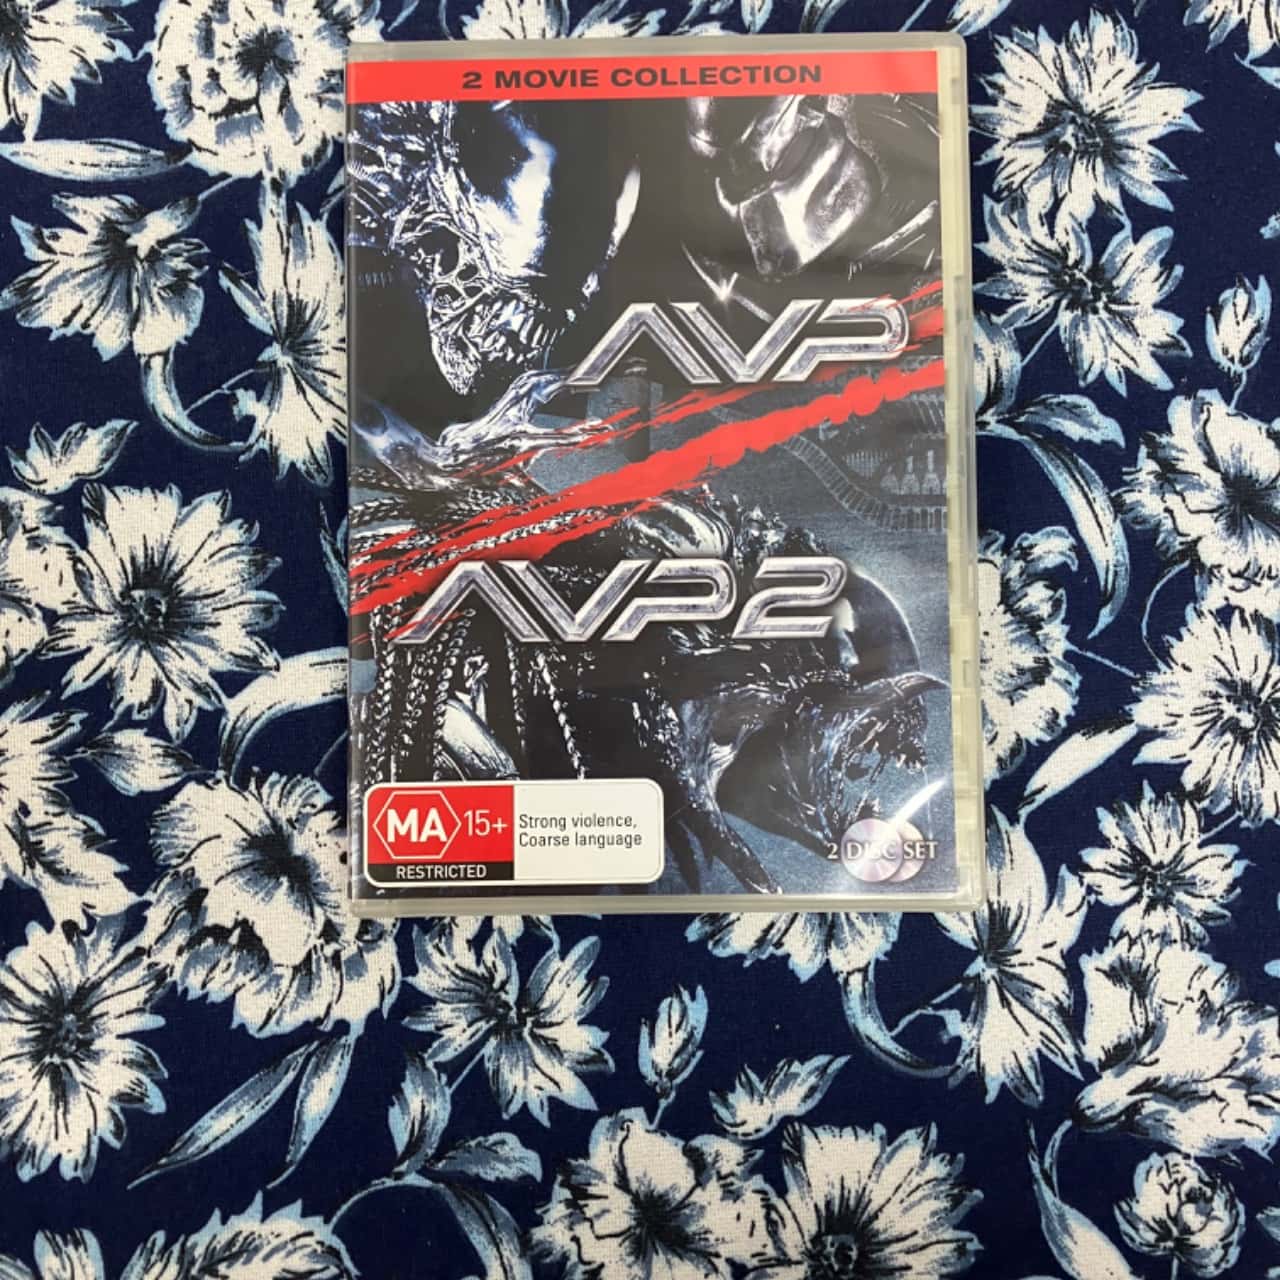 2 MOVIE COLLECTION
AVP
AVP2
MA 15+
RESTRICTED
Strong violence,
Coarse language
2 DISC SET